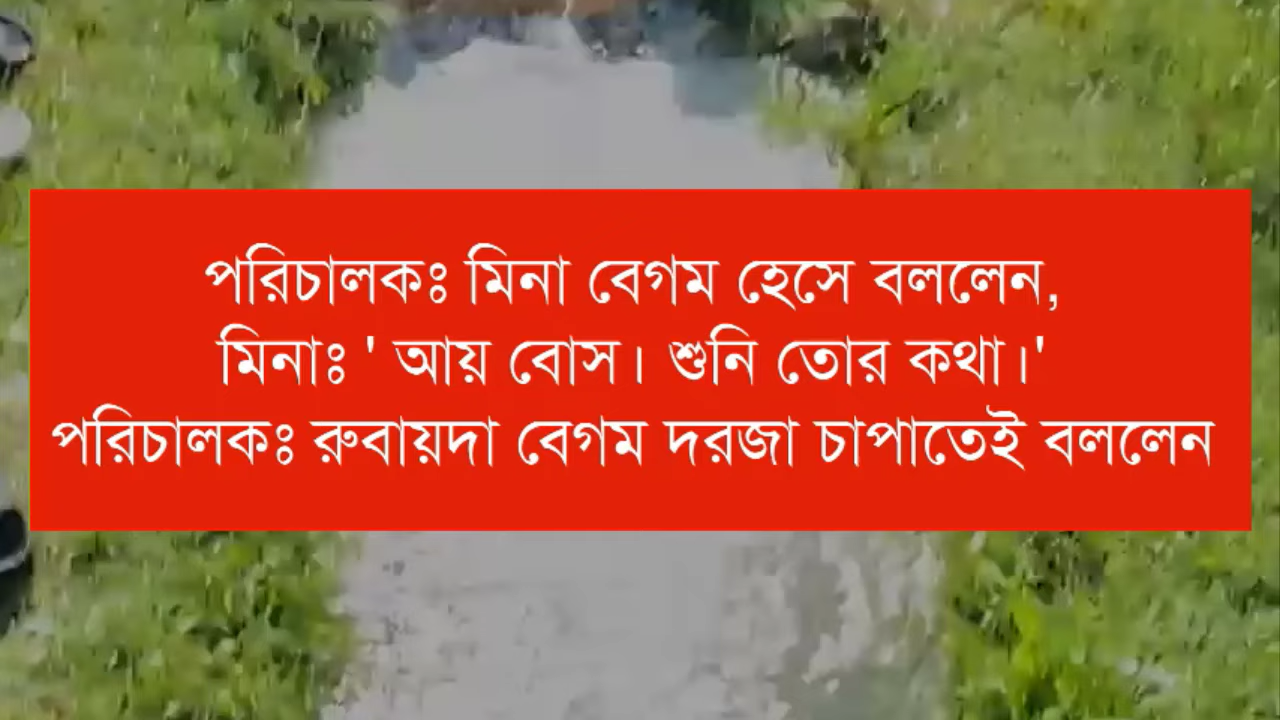 পরিচালকঃ মিনা বেগম হেসে বললেন,
মিনাঃ ' আয় বোস। শুনি তোর কথা।'
পরিচালকঃ রুবায়দা বেগম দরজা চাপাতেই বললেন